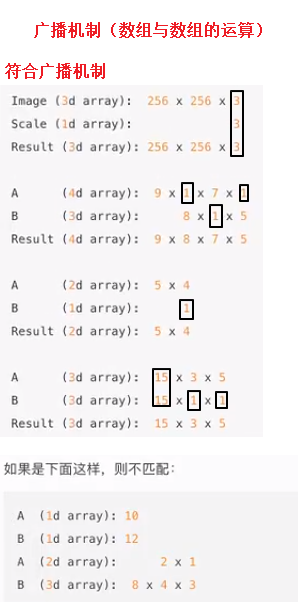 广播机制（数组与数组的运算）
符合广播机制
Image (3d array): 256 x 256 x 3
Scale (1d array): 3
Result (3d array): 256 x 256 x 3
A (4d array): 9 x 1 x 7 x 1
B (3d array): 8 x 1 x 5
Result (4d array): 9 x 8 x 7 x 5
A (2d array): 5 x 4
B (1d array): 1
Result (2d array): 5 x 4
A (3d array): 15 x 3 x 5
B (3d array): 15 x 1 x 1
Result (3d array): 15 x 3 x 5
如果是下面这样，则不匹配：
A (1d array): 10
B (1d array): 12
A (2d array): 2 x 1
B (3d array): 8 x 4 x 3